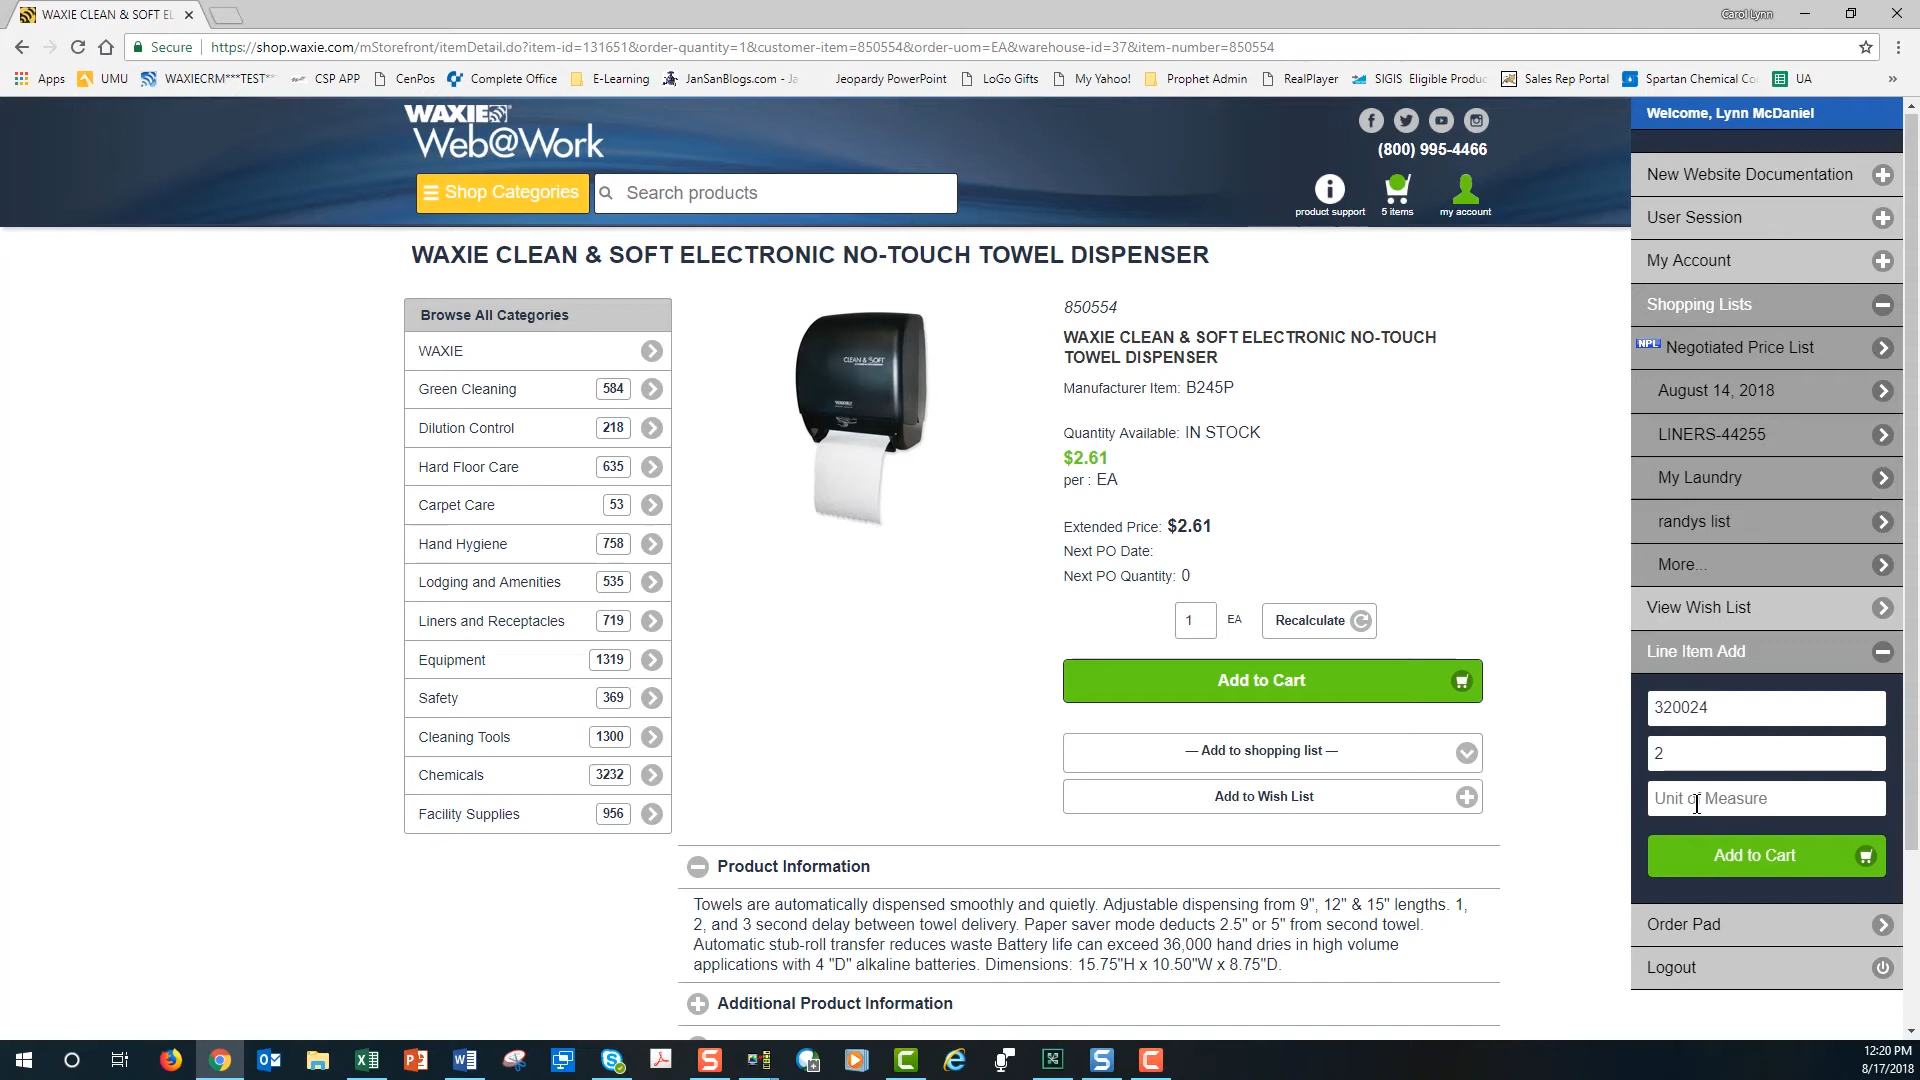 WAXIE CLEAN & SOFT EL
Carol Lynn
Secure
https://shop.waxie.com/mStorefront/itemDetail.do?item-id=131651&order-quantity=1&customer-item=850554&order-uom=EA&warehouse-id=37&item-number=850554
Apps
UMU
WAXIECRM***TEST**
CSP APP
CenPos
Complete Office
E-Learning
JanSanBlogs.com - Ja
Jeopardy PowerPoint
LoGo Gifts
My Yahoo!
Prophet Admin
RealPlayer
SIGIS Eligible Produc
Sales Rep Portal
Spartan Chemical Co
UA
WAXIE
Web@Work
(800) 995-4466
Shop Categories
Search products
product support
5 items
my account
WAXIE CLEAN & SOFT ELECTRONIC NO-TOUCH TOWEL DISPENSER
Browse All Categories
WAXIE
Green Cleaning 584
Dilution Control 218
Hard Floor Care 635
Carpet Care 53
Hand Hygiene 758
Lodging and Amenities 535
Liners and Receptacles 719
Equipment 1319
Safety 369
Cleaning Tools 1300
Chemicals 3232
Facility Supplies 956
CLEAN & SOFT
850554
WAXIE CLEAN & SOFT ELECTRONIC NO-TOUCH
TOWEL DISPENSER
Manufacturer Item: B245P
Quantity Available: IN STOCK
$2.61
per : EA
Extended Price: $2.61
Next PO Date:
Next PO Quantity: 0
1 EA Recalculate
Add to Cart
— Add to shopping list —
Add to Wish List
Product Information
Towels are automatically dispensed smoothly and quietly. Adjustable dispensing from 9", 12" & 15" lengths. 1,
2, and 3 second delay between towel delivery. Paper saver mode deducts 2.5" or 5" from second towel.
Automatic stub-roll transfer reduces waste Battery life can exceed 36,000 hand dries in high volume
applications with 4 "D" alkaline batteries. Dimensions: 15.75"H x 10.50"W x 8.75"D.
Additional Product Information
Welcome, Lynn McDaniel
New Website Documentation
User Session
My Account
Shopping Lists
NPL Negotiated Price List
August 14, 2018
LINERS-44255
My Laundry
randys list
More...
View Wish List
Line Item Add
320024
2
Unit of Measure
Add to Cart
Order Pad
Logout
12:20 PM
8/17/2018